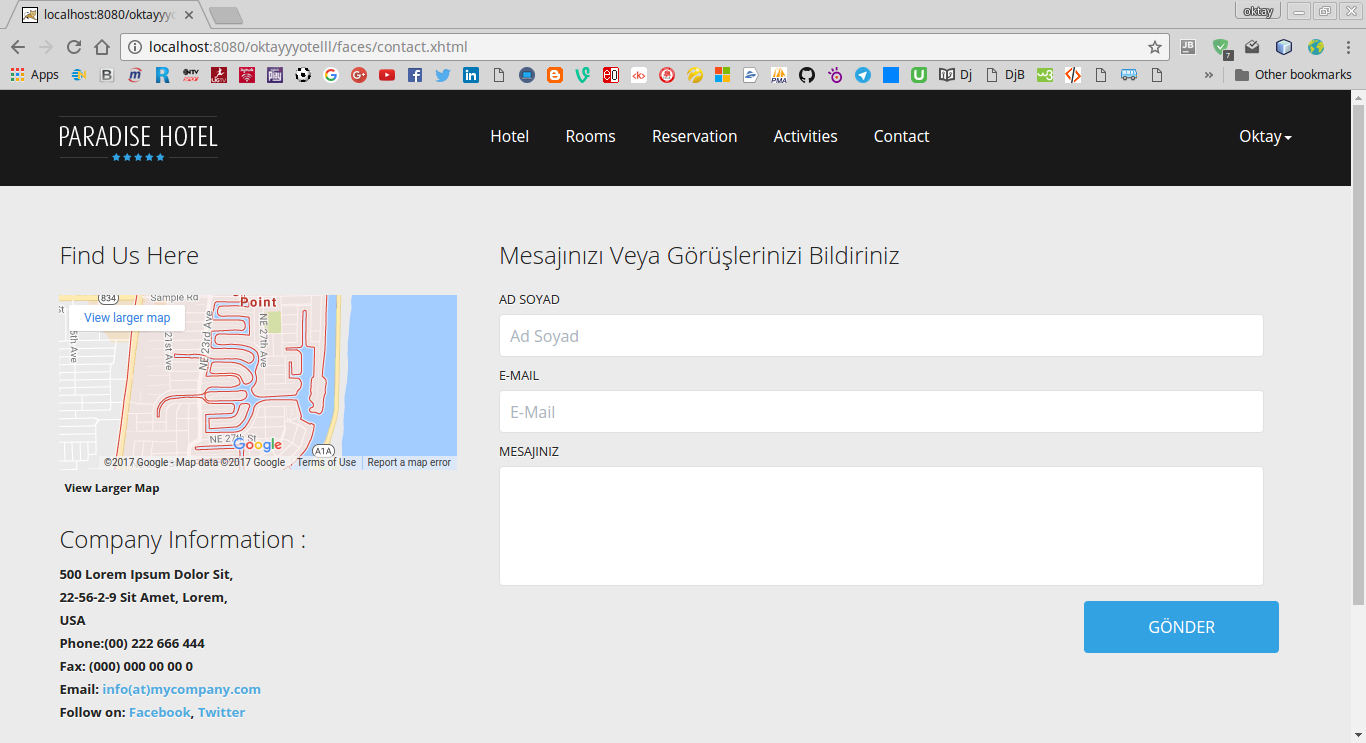 localhost:8080/oktayyyo
oktay
localhost:8080/oktayyyotelll/faces/contact.xhtml
Apps
Dj
DjB
Other bookmarks
PARADISE HOTEL
Hotel
Rooms
Reservation
Activities
Contact
Oktay
Find Us Here
834
Sample Rd
Point
View larger map
St
5th Ave
21st Ave
NE 23rd Ave
NE 27th Ave
NE 27th St
Google
A1A
©2017 Google - Map data ©2017 Google
Terms of Use
Report a map error
View Larger Map
Company Information :
500 Lorem Ipsum Dolor Sit,
22-56-2-9 Sit Amet, Lorem,
USA
Phone:(00) 222 666 444
Fax: (000) 000 00 00 0
Email: info(at)mycompany.com
Follow on: Facebook, Twitter
Mesajınızı Veya Görüşlerinizi Bildiriniz
AD SOYAD
Ad Soyad
E-MAIL
E-Mail
MESAJINIZ
GÖNDER